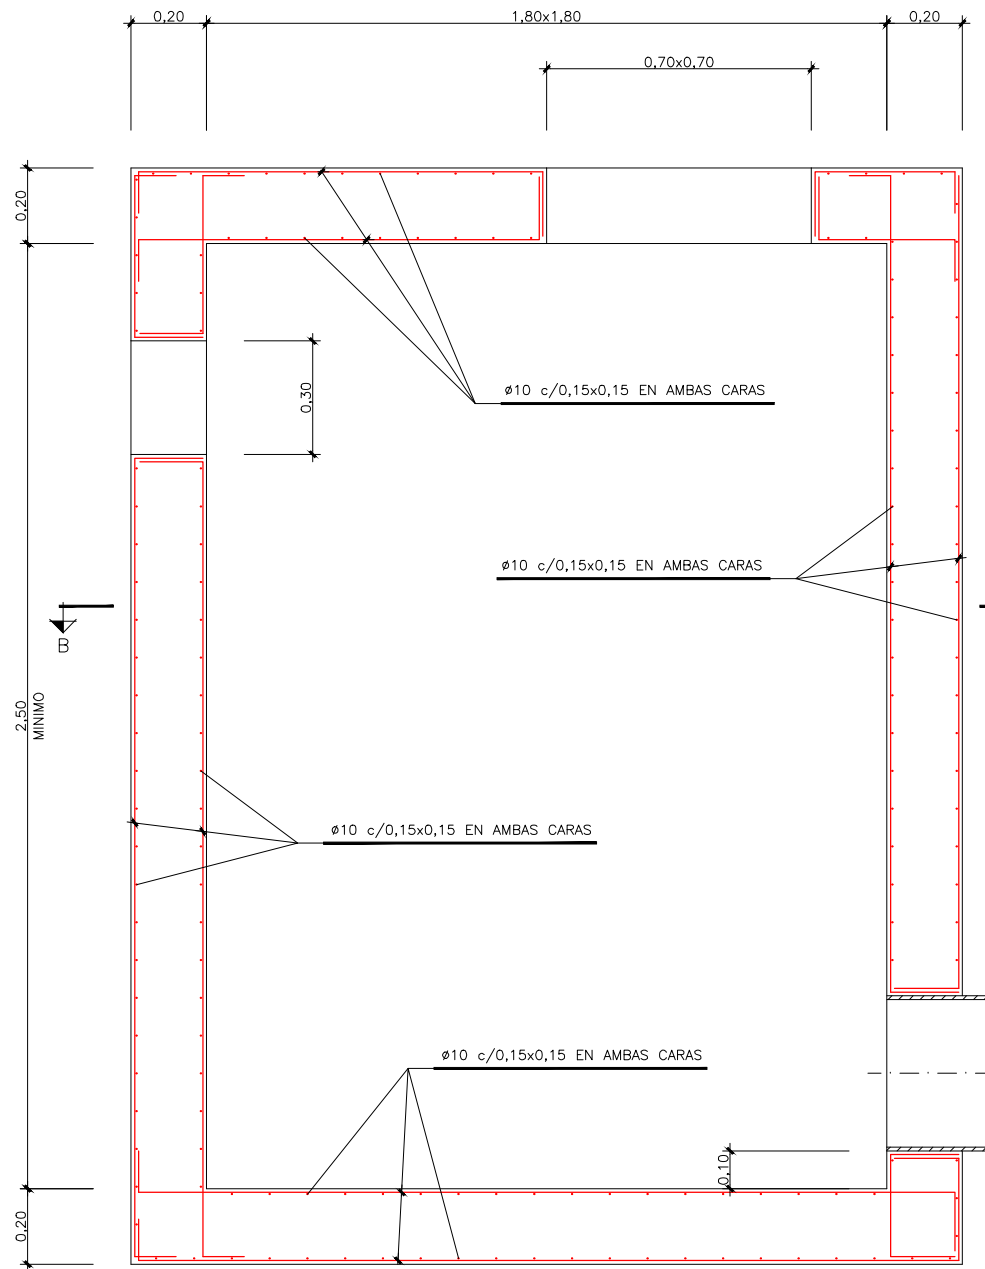 0,20
1,80x1,80
0,20
0,70x0,70
0,20
ø10 c/0,15x0,15 EN AMBAS CARAS
0,30
ø10 c/0,15x0,15 EN AMBAS CARAS
B
2,50
MINIMO
ø10 c/0,15x0,15 EN AMBAS CARAS
ø10 c/0,15x0,15 EN AMBAS CARAS
0,10
0,20